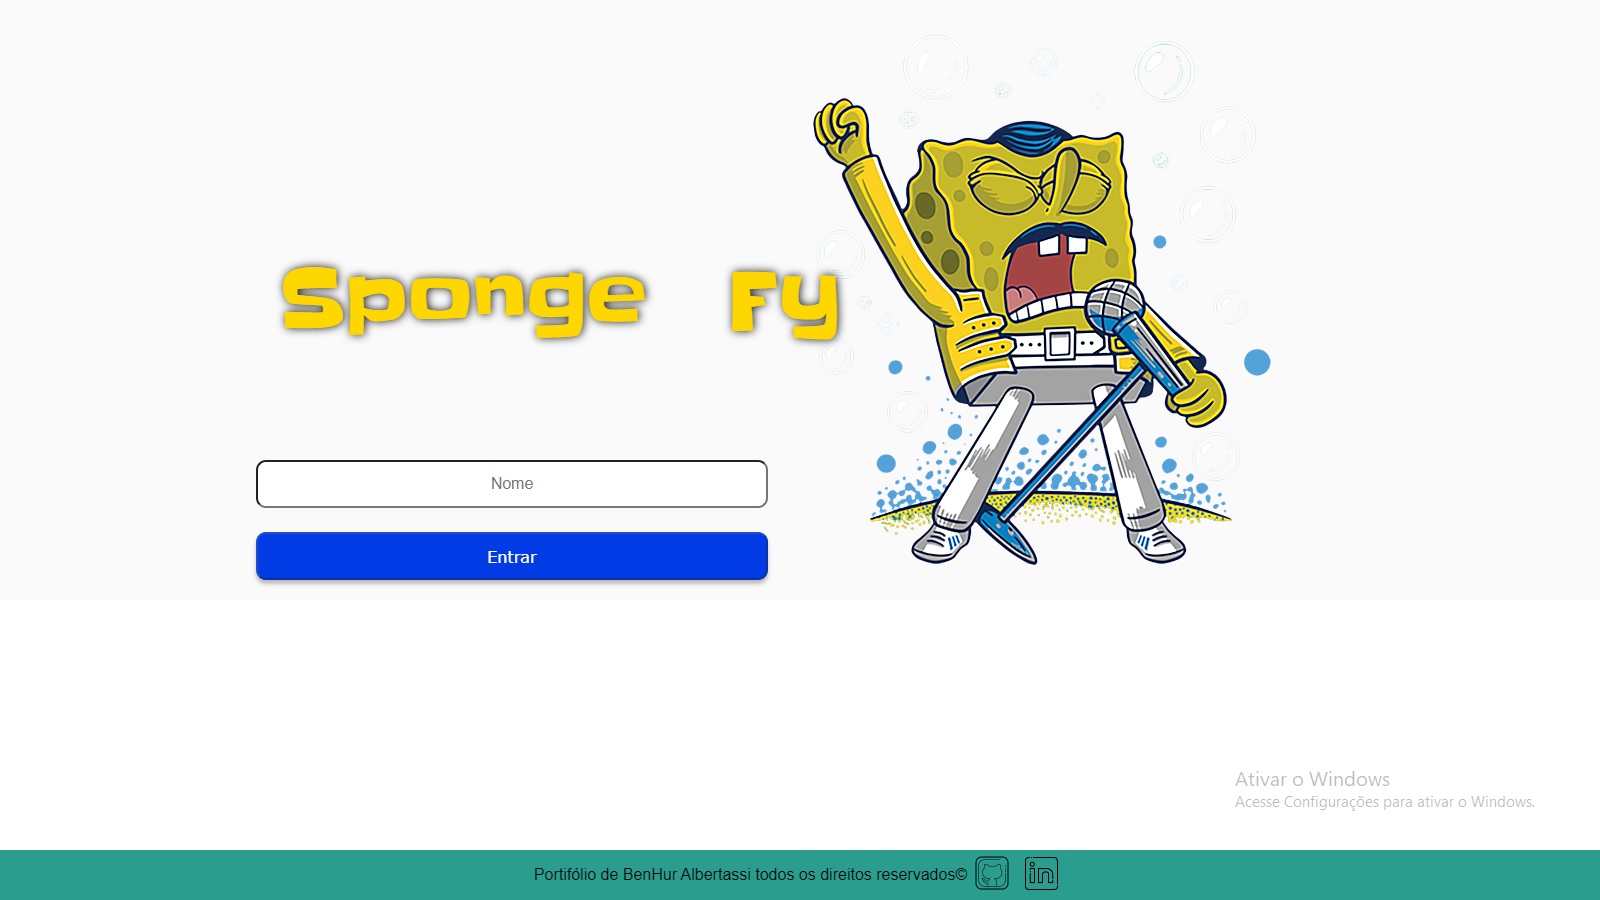 Sponge Fy
Nome
Entrar
Ativar o Windows
Acesse Configurações para ativar o Windows.
Portifólio de BenHur Albertassi todos os direitos reservados©
in